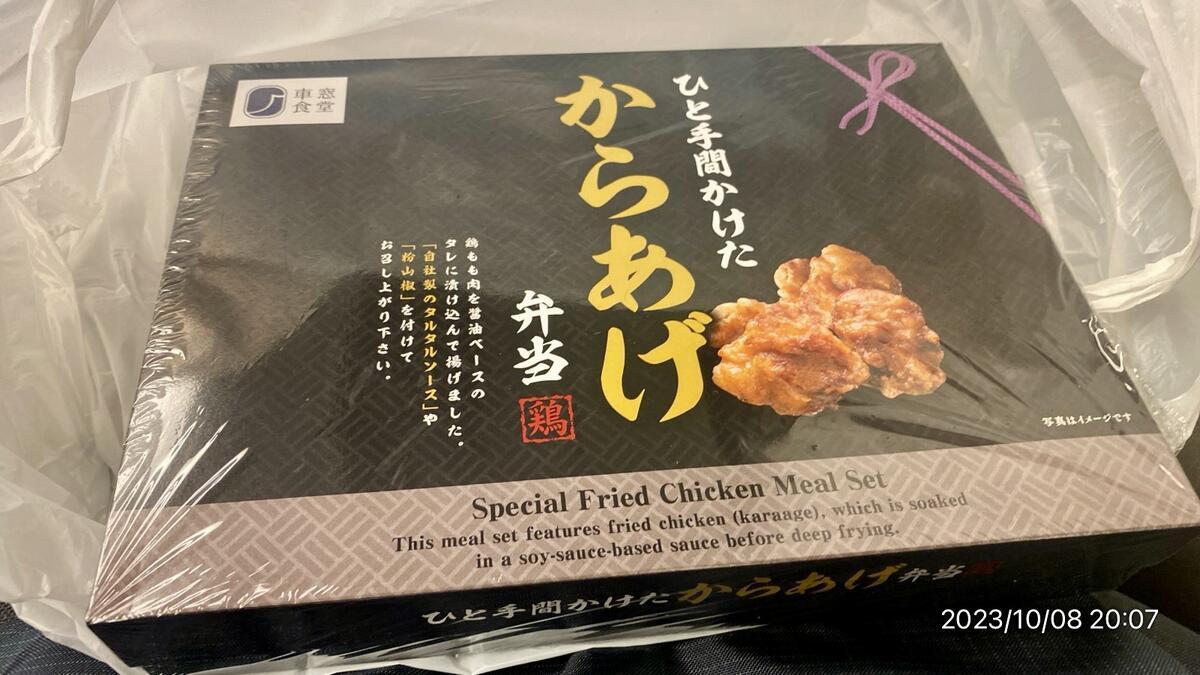 車窓
食堂
ひと手間かけた
からあげ
弁当
鶏
鶏もも肉を醤油ベースの
タレに漬け込んで揚げました。
「自社製のタルタルソース」や
「粉山椒」を付けて
お召し上がり下さい。
写真はイメージです
Special Fried Chicken Meal Set
This meal set features fried chicken (karaage), which is soaked
in a soy-sauce-based sauce before deep frying.
ひと手間かけたからあげ弁当
2023/10/08 20:07